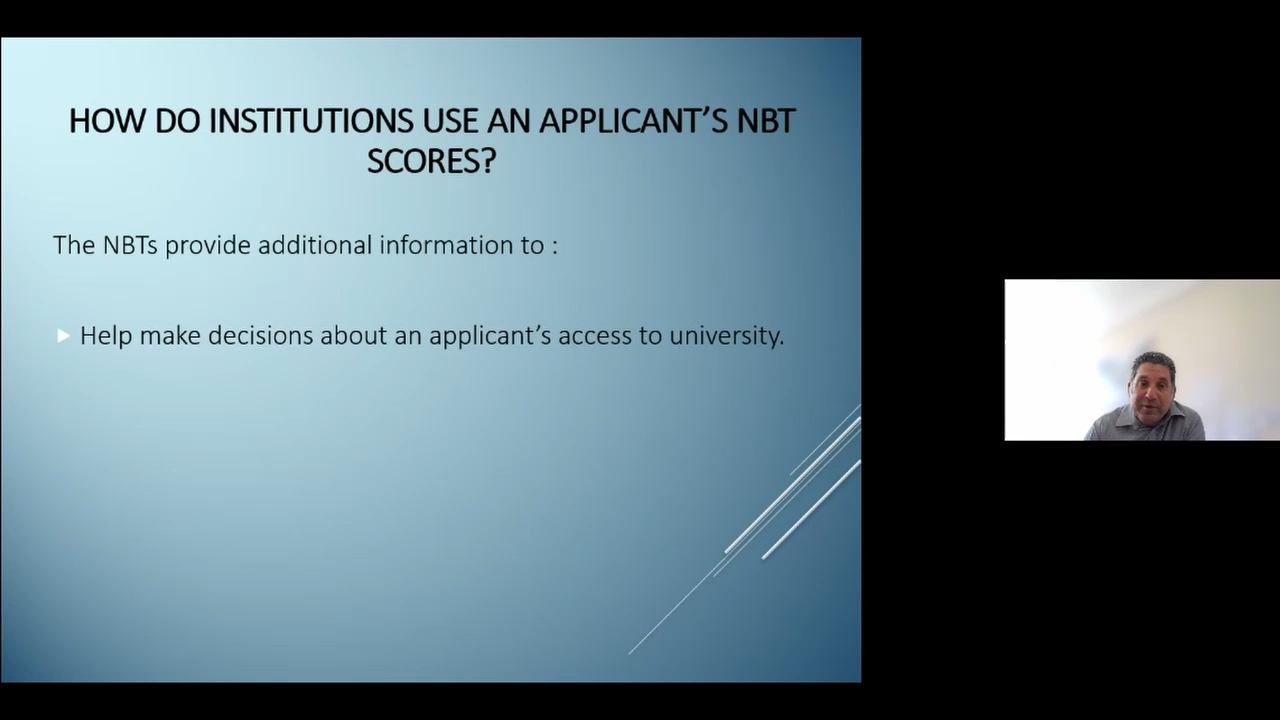 HOW DO INSTITUTIONS USE AN APPLICANT’S NBT
SCORES?
The NBTs provide additional information to :
Help make decisions about an applicant’s access to university.